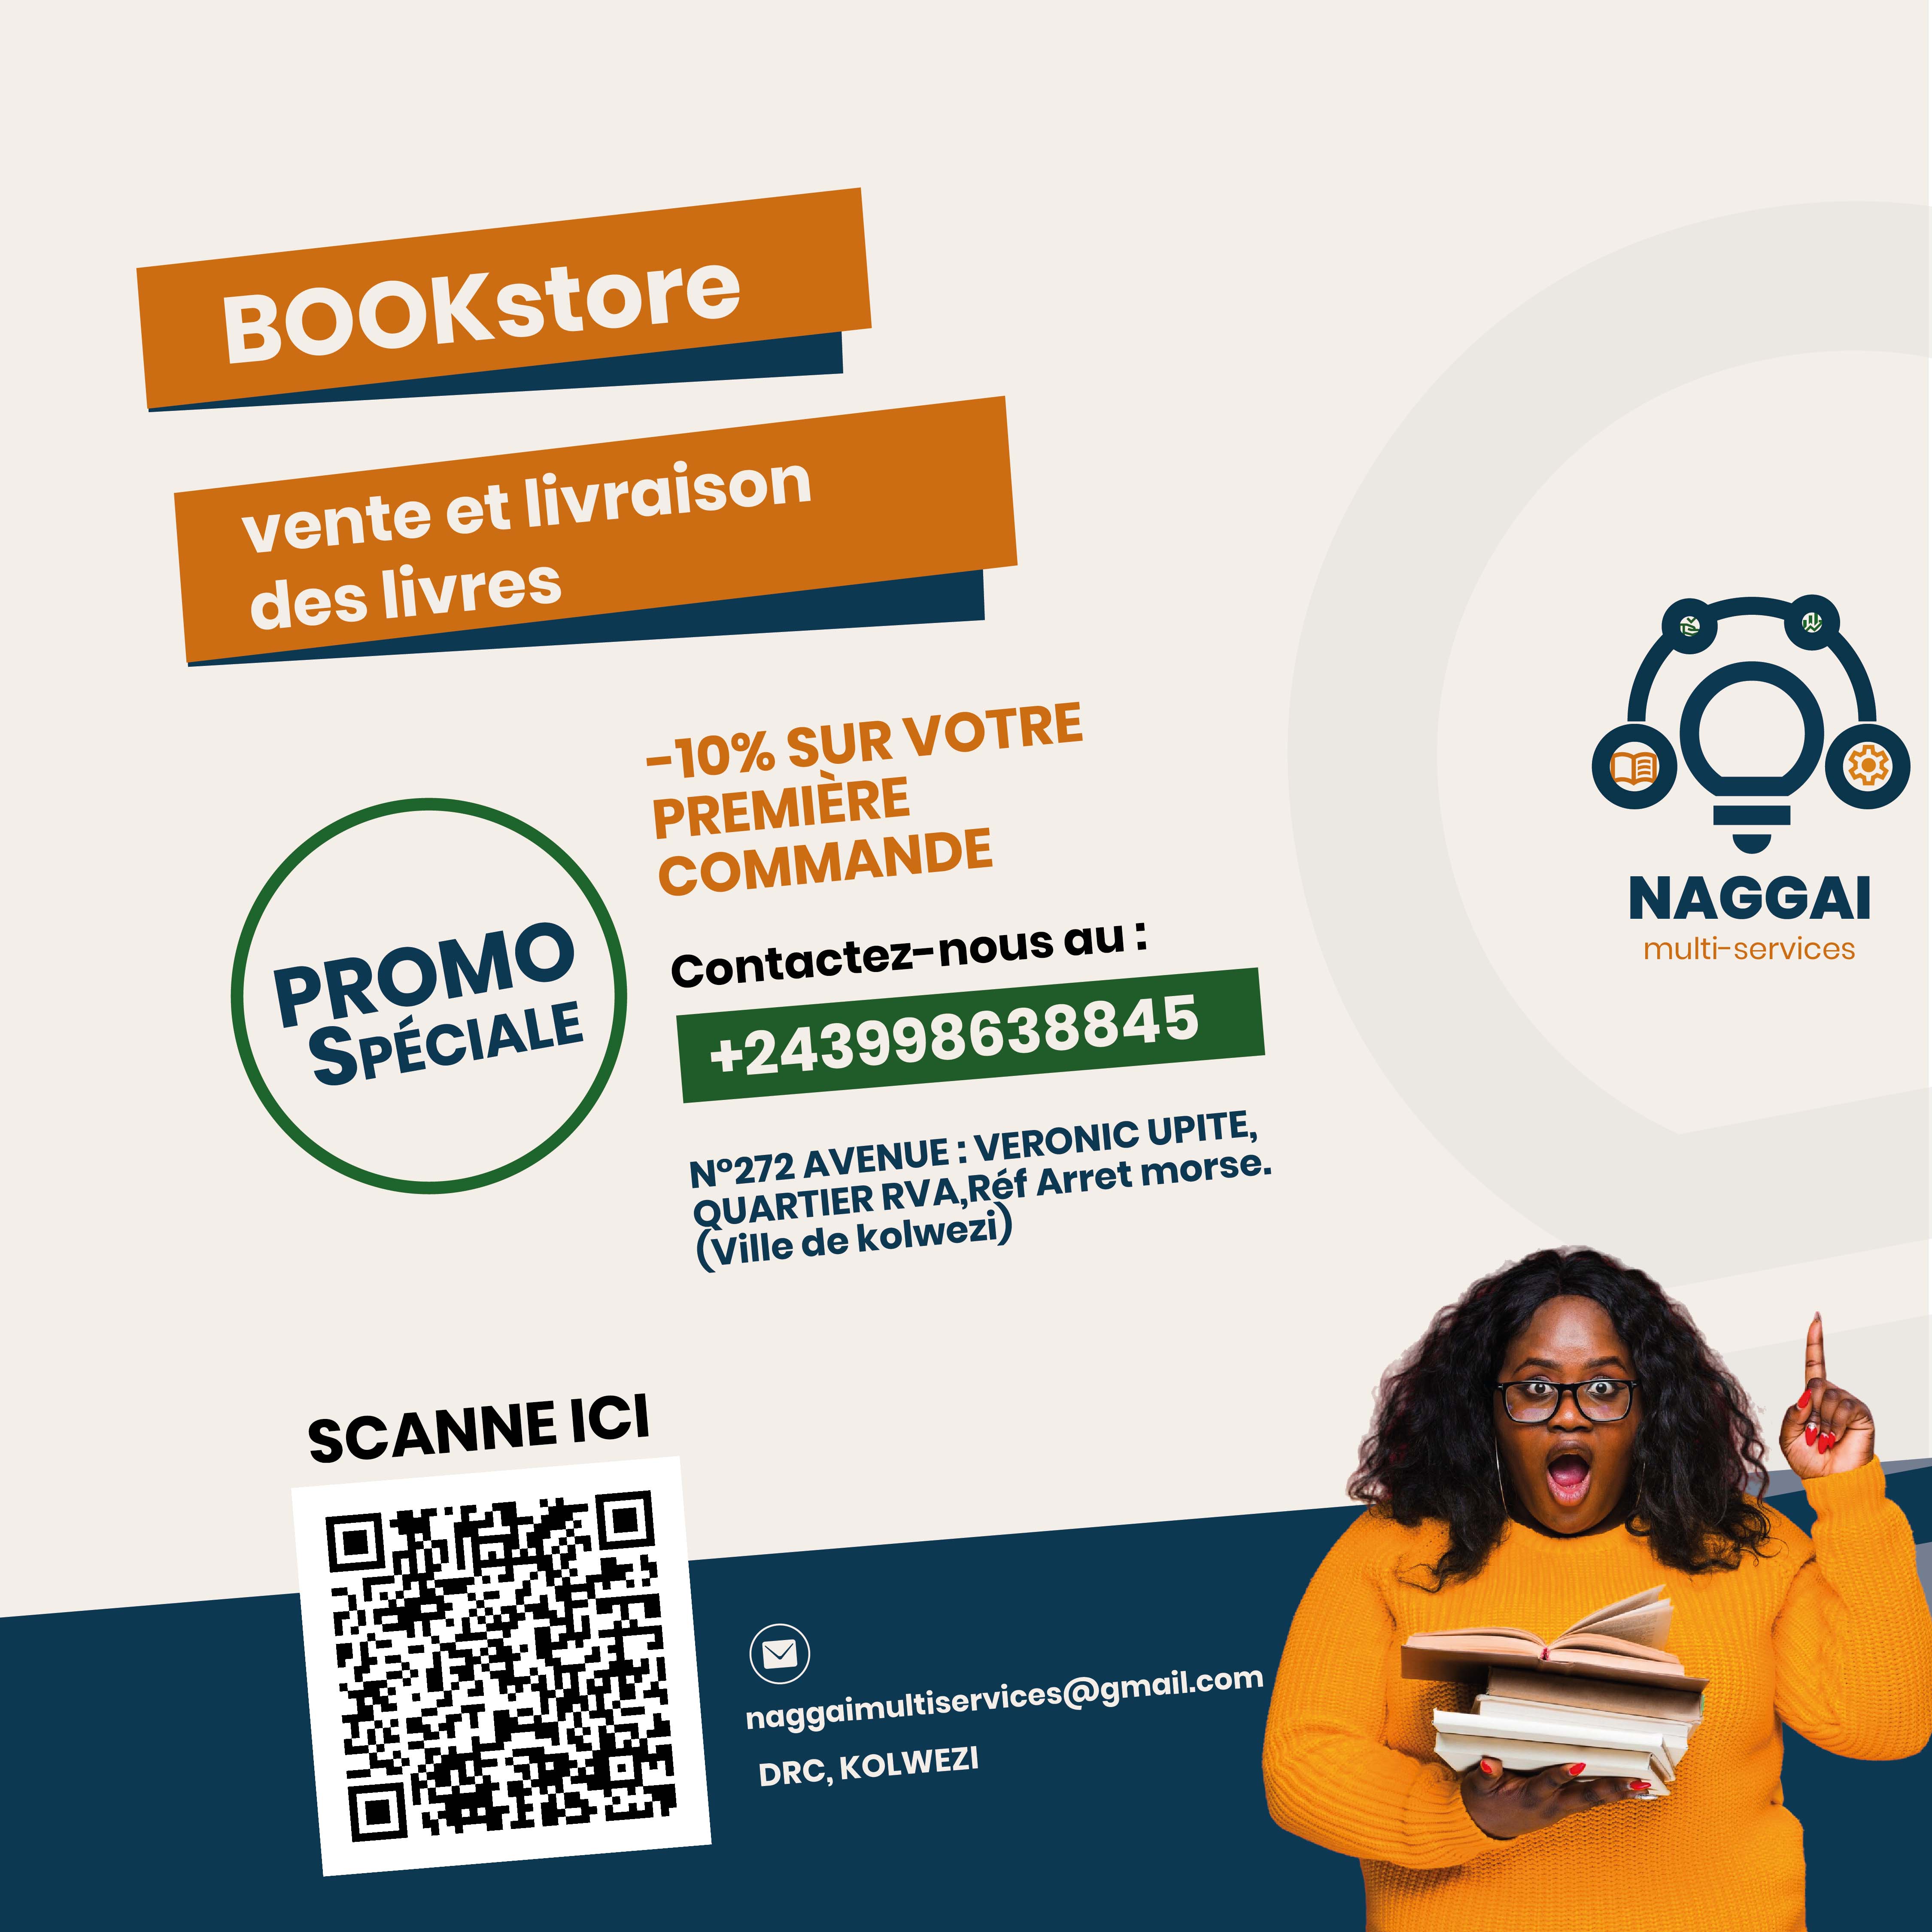 BOOKstore
vente et livraison
des livres
-10% SUR VOTRE
PREMIÈRE
COMMANDE
PROMO
SPÉCIALE
Contactez-nous au :
+243998638845
N°272 AVENUE : VERONIC UPITE,
QUARTIER RVA,Réf Arret morse.
(Ville de kolwezi)
NAGGAI
multi-services
SCANNE ICI
naggaimultiservices@gmail.com
DRC, KOLWEZI